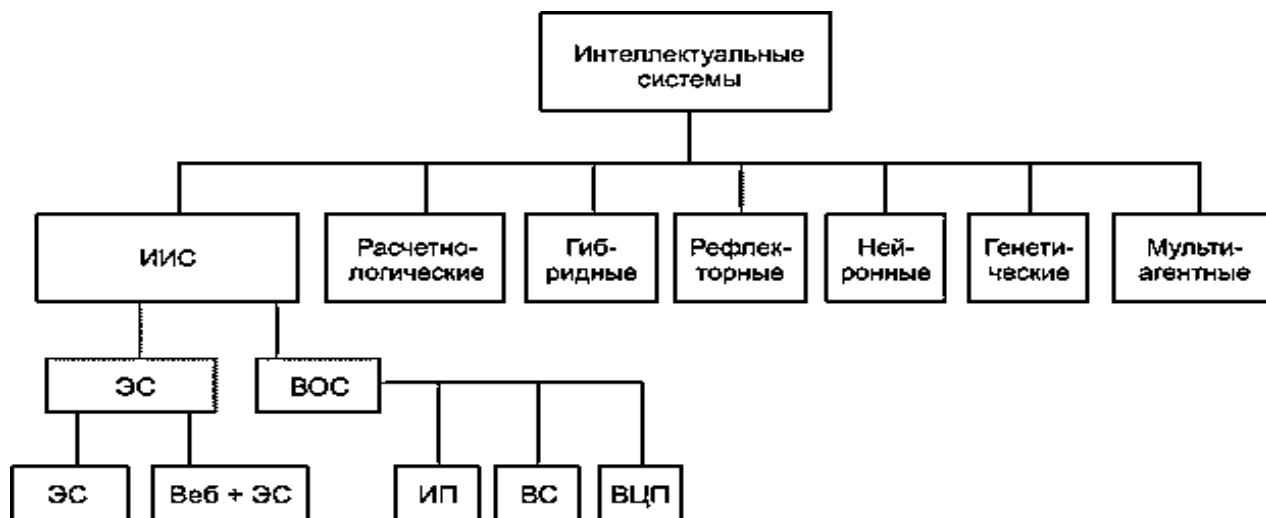 Интеллектуальные
системы
ИИС
Расчетно-
логические
Гиб-
ридные
Рефлек-
торные
Ней-
ронные
Генети-
ческие
Мульти-
агентные
ЭС
ВОС
ЭС
Веб + ЭС
ИП
ВС
ВЦП